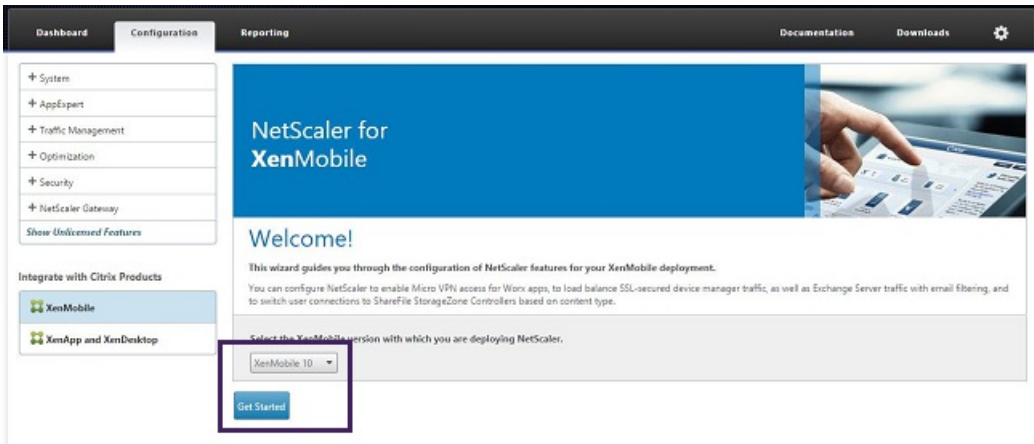 Dashboard Configuration Reporting Documentation Downloads
+ System
+ AppExpert
+ Traffic Management
+ Optimization
+ Security
+ NetScaler Gateway
Show Unlicensed Features
Integrate with Citrix Products
XenMobile
XenApp and XenDesktop
NetScaler for
XenMobile
Welcome!
This wizard guides you through the configuration of NetScaler features for your XenMobile deployment.
You can configure NetScaler to enable Micro VPN access for Worx apps, to load balance SSL-secured device manager traffic, as well as Exchange Server traffic with email filtering, and
to switch user connections to ShareFile StorageZone Controllers based on content type.
Select the XenMobile version with which you are deploying NetScaler.
XenMobile 10
Get Started